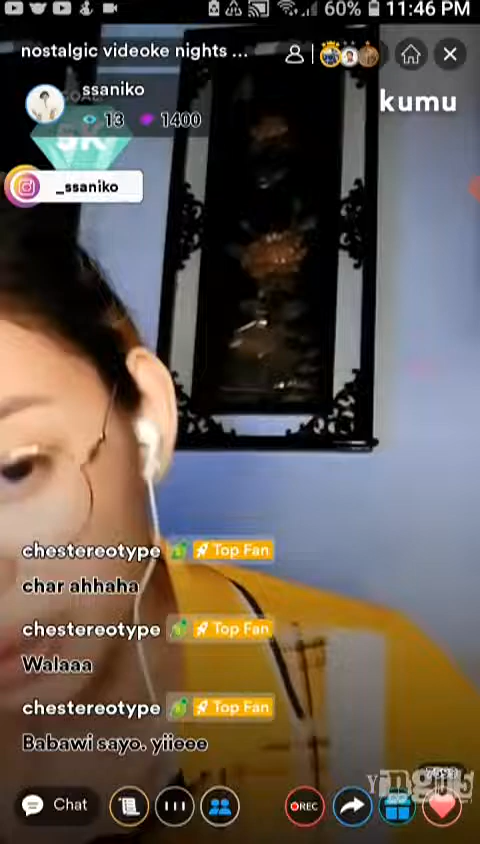 60% 11:46 PM
nostalgic videoke nights ...
ssaniko
13 1400
kumu
5K
_ssaniko
chestereotype Top Fan
char ahhaha
chestereotype Top Fan
Walaaa
chestereotype Top Fan
Babawi sayo. yiieee
Chat
REC